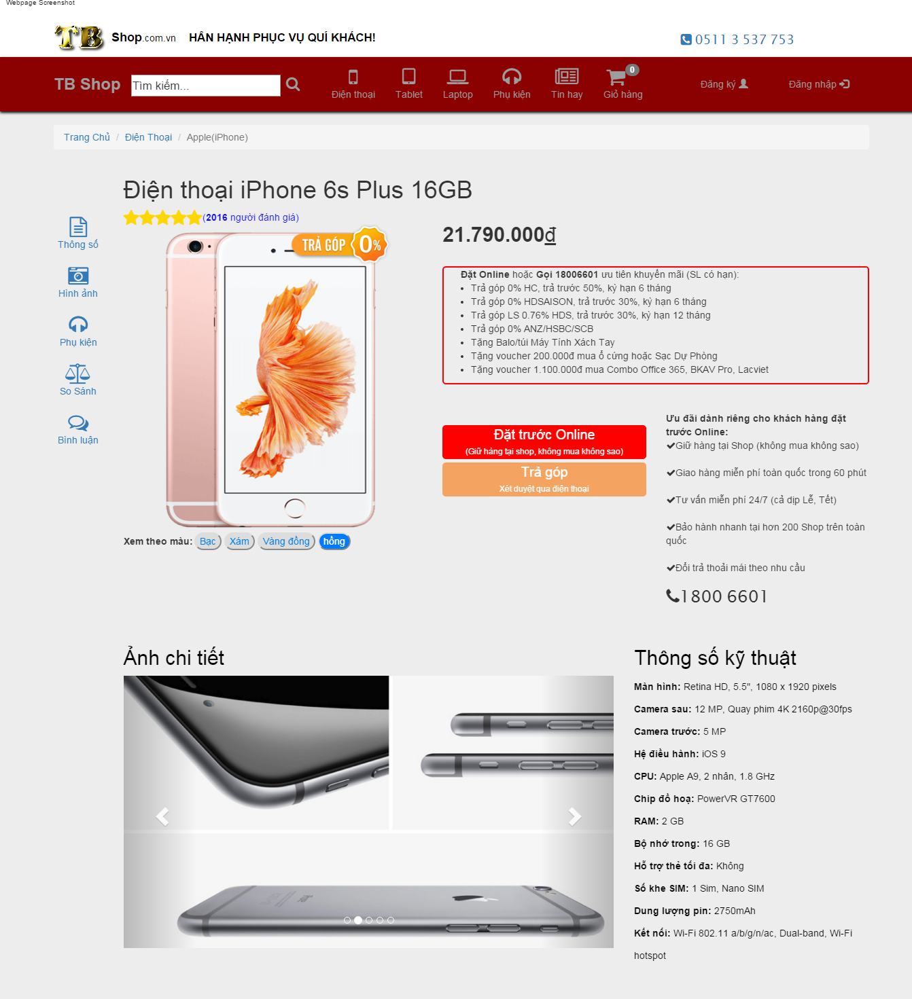 Webpage Screenshot
TB Shop.com.vn HÂN HẠNH PHỤC VỤ QUÍ KHÁCH!
0511 3 537 753
TB Shop
Tìm kiếm...
Điện thoại
Tablet
Laptop
Phụ kiện
Tin hay
0
Giỏ hàng
Đăng ký
Đăng nhập
Trang Chủ / Điện Thoại / Apple(iPhone)
Điện thoại iPhone 6s Plus 16GB
(2016 người đánh giá)
Thông số
Hình ảnh
Phụ kiện
So Sánh
Bình luận
TRẢ GÓP 0%
Xem theo màu: Bạc Xám Vàng đồng hồng
21.790.000₫
Đặt Online hoặc Gọi 18006601 ưu tiên khuyến mãi (SL có hạn):
Trả góp 0% HC, trả trước 50%, kỳ hạn 6 tháng
Trả góp 0% HDSAISON, trả trước 30%, kỳ hạn 6 tháng
Trả góp LS 0.76% HDS, trả trước 30%, kỳ hạn 12 tháng
Trả góp 0% ANZ/HSBC/SCB
Tặng Balo/túi Máy Tính Xách Tay
Tặng voucher 200.000đ mua ổ cứng hoặc Sạc Dự Phòng
Tặng voucher 1.100.000đ mua Combo Office 365, BKAV Pro, Lacviet
Đặt trước Online
(Giữ hàng tại shop, không mua không sao)
Trả góp
Xét duyệt qua điện thoại
Ưu đãi dành riêng cho khách hàng đặt
trước Online:
Giữ hàng tại Shop (không mua không sao)
Giao hàng miễn phí toàn quốc trong 60 phút
Tư vấn miễn phí 24/7 (cả dịp Lễ, Tết)
Bảo hành nhanh tại hơn 200 Shop trên toàn
quốc
Đổi trả thoải mái theo nhu cầu
1800 6601
Ảnh chi tiết
Thông số kỹ thuật
Màn hình: Retina HD, 5.5", 1080 x 1920 pixels
Camera sau: 12 MP, Quay phim 4K 2160p@30fps
Camera trước: 5 MP
Hệ điều hành: iOS 9
CPU: Apple A9, 2 nhân, 1.8 GHz
Chip đồ hoạ: PowerVR GT7600
RAM: 2 GB
Bộ nhớ trong: 16 GB
Hỗ trợ thẻ tối đa: Không
Số khe SIM: 1 Sim, Nano SIM
Dung lượng pin: 2750mAh
Kết nối: Wi-Fi 802.11 a/b/g/n/ac, Dual-band, Wi-Fi
hotspot